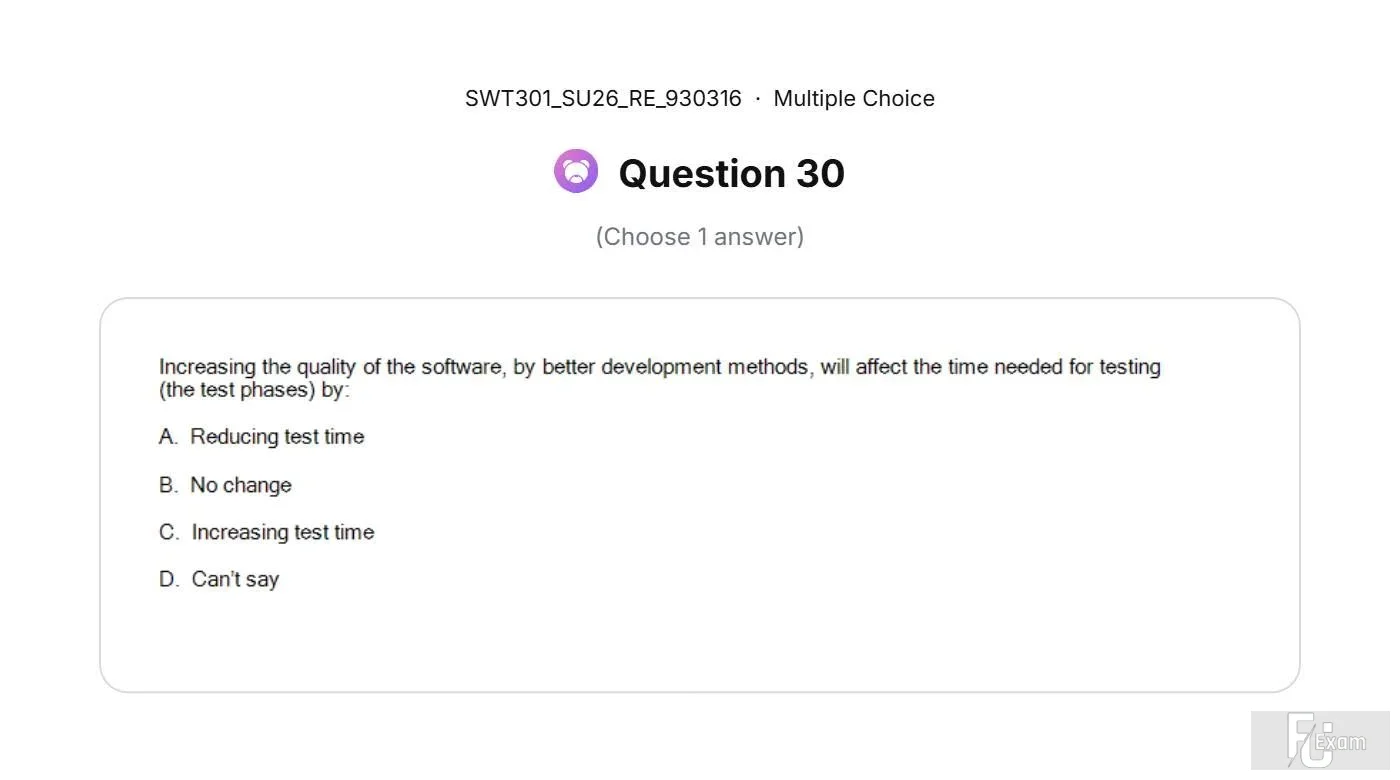 SWT301_SU26_RE_930316 · Multiple Choice
Question 30
(Choose 1 answer)
Increasing the quality of the software, by better development methods, will affect the time needed for testing
(the test phases) by:
A. Reducing test time
B. No change
C. Increasing test time
D. Can't say
FU Exam